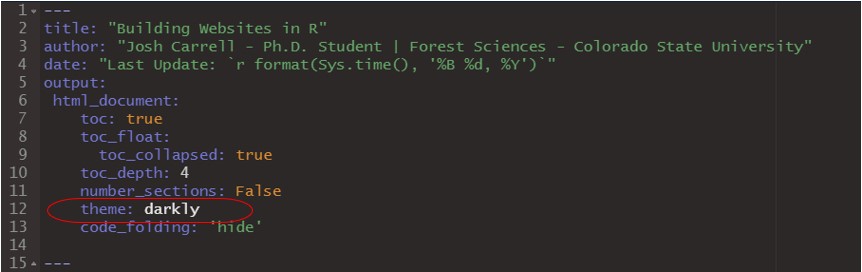 1 ---
2 title: "Building Websites in R"
3 author: "Josh Carrell - Ph.D. Student | Forest Sciences - Colorado State University"
4 date: "Last Update: `r format(Sys.time(), '%B %d, %Y')`"
5 output:
6  html_document:
7    toc: true
8    toc_float:
9      toc_collapsed: true
10    toc_depth: 4
11    number_sections: False
12    theme: darkly
13    code_folding: 'hide'
14
15 ---